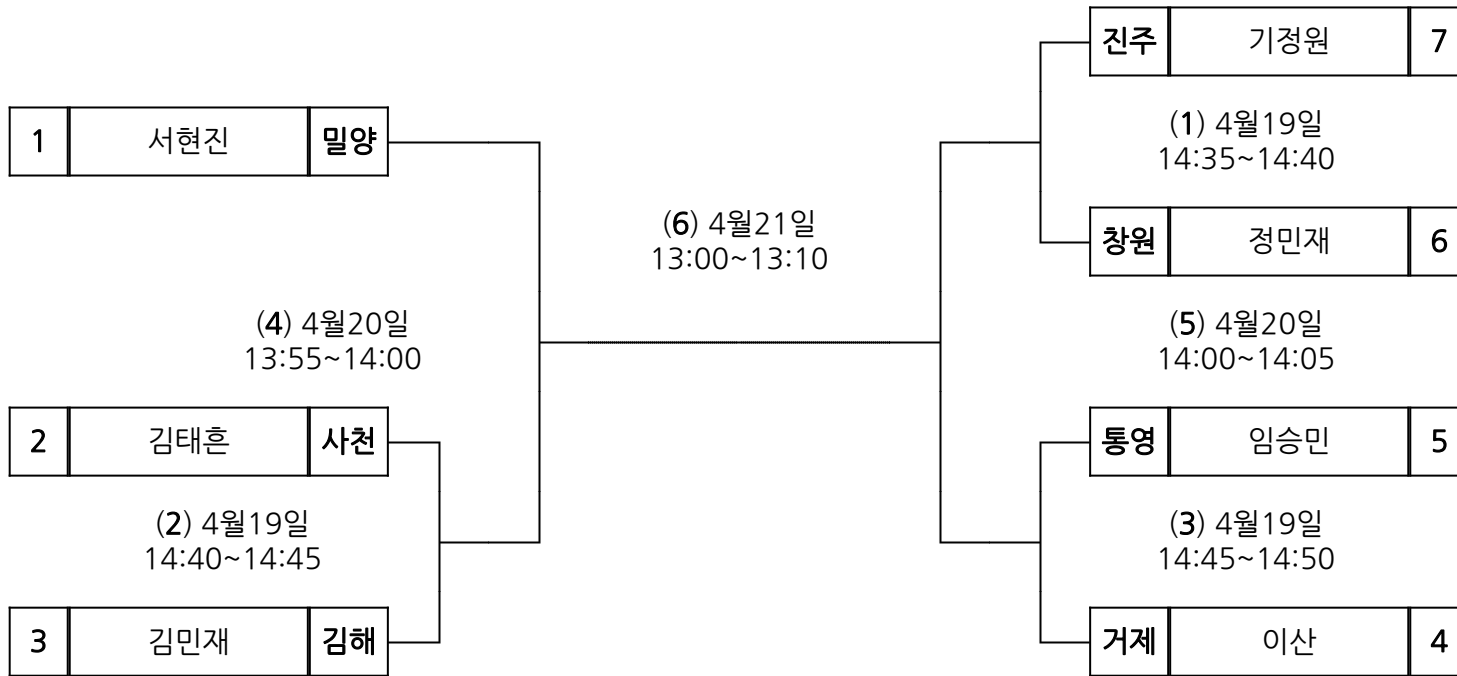 진주 기정원 7
1 서현진 밀양
(1) 4월19일
14:35~14:40
(6) 4월21일
13:00~13:10
창원 정민재 6
(4) 4월20일
13:55~14:00
(5) 4월20일
14:00~14:05
2 김태흔 사천
통영 임승민 5
(2) 4월19일
14:40~14:45
(3) 4월19일
14:45~14:50
3 김민재 김해
거제 이산 4